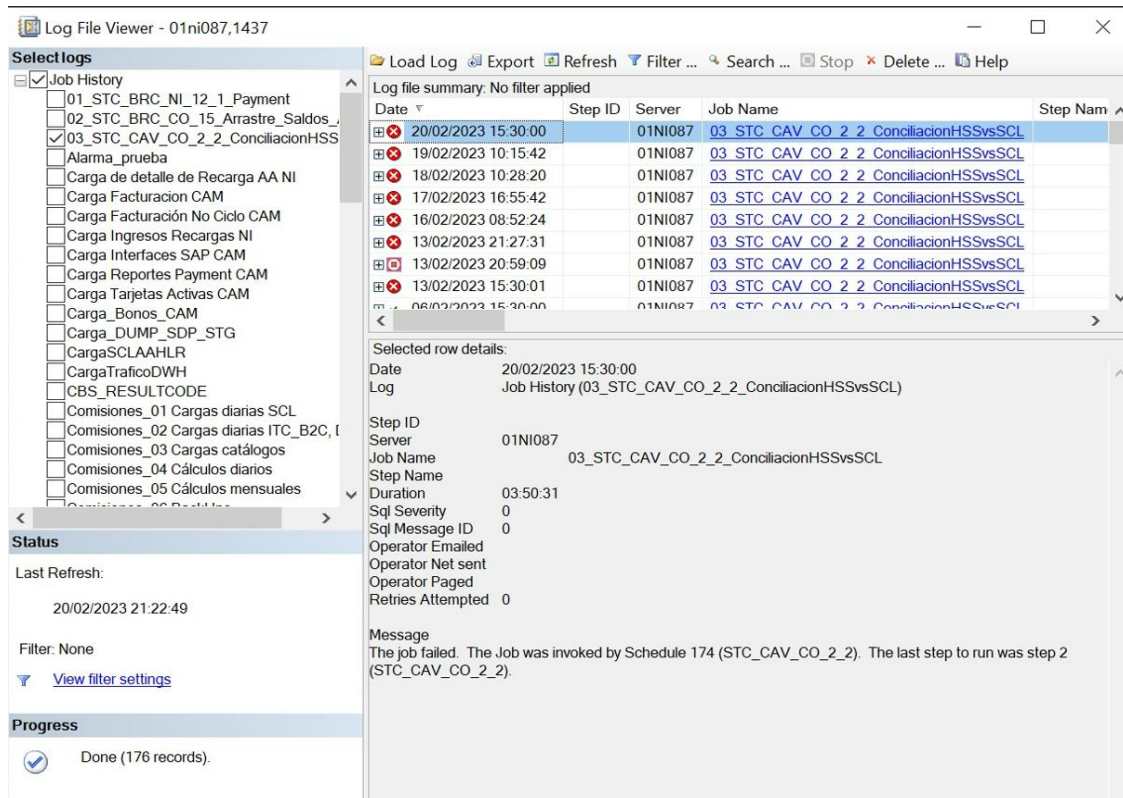 Log File Viewer - 01ni087,1437
Select logs
Job History
01_STC_BRC_NI_12_1_Payment
02_STC_BRC_CO_15_Arrastre_Saldos_
03_STC_CAV_CO_2_2_ConciliacionHSS
Alarma_prueba
Carga de detalle de Recarga AA NI
Carga Facturacion CAM
Carga Facturación No Ciclo CAM
Carga Ingresos Recargas NI
Carga Interfaces SAP CAM
Carga Reportes Payment CAM
Carga Tarjetas Activas CAM
Carga_Bonos_CAM
Carga_DUMP_SDP_STG
CargaSCLAAHLR
CargaTraficoDWH
CBS_RESULTCODE
Comisiones_01 Cargas diarias SCL
Comisiones_02 Cargas diarias ITC_B2C,
Comisiones_03 Cargas catálogos
Comisiones_04 Cálculos diarios
Comisiones_05 Cálculos mensuales
Status
Last Refresh:
20/02/2023 21:22:49
Filter: None
View filter settings
Progress
Done (176 records).
Load Log Export Refresh Filter ... Search ... Stop Delete ... Help
Log file summary: No filter applied
Date Step ID Server Job Name Step Nam
20/02/2023 15:30:00 01NI087 03_STC_CAV_CO_2_2_ConciliacionHSSvsSCL
19/02/2023 10:15:42 01NI087 03_STC_CAV_CO_2_2_ConciliacionHSSvsSCL
18/02/2023 10:28:20 01NI087 03_STC_CAV_CO_2_2_ConciliacionHSSvsSCL
17/02/2023 16:55:42 01NI087 03_STC_CAV_CO_2_2_ConciliacionHSSvsSCL
16/02/2023 08:52:24 01NI087 03_STC_CAV_CO_2_2_ConciliacionHSSvsSCL
13/02/2023 21:27:31 01NI087 03_STC_CAV_CO_2_2_ConciliacionHSSvsSCL
13/02/2023 20:59:09 01NI087 03_STC_CAV_CO_2_2_ConciliacionHSSvsSCL
13/02/2023 15:30:01 01NI087 03_STC_CAV_CO_2_2_ConciliacionHSSvsSCL
06/02/2023 15:30:00 01NI087 03_STC_CAV_CO_2_2_ConciliacionHSSvsSCL
Selected row details:
Date 20/02/2023 15:30:00
Log Job History (03_STC_CAV_CO_2_2_ConciliacionHSSvsSCL)
Step ID
Server 01NI087
Job Name 03_STC_CAV_CO_2_2_ConciliacionHSSvsSCL
Step Name
Duration 03:50:31
Sql Severity 0
Sql Message ID 0
Operator Emailed
Operator Net sent
Operator Paged
Retries Attempted 0
Message
The job failed. The Job was invoked by Schedule 174 (STC_CAV_CO_2_2). The last step to run was step 2
(STC_CAV_CO_2_2).